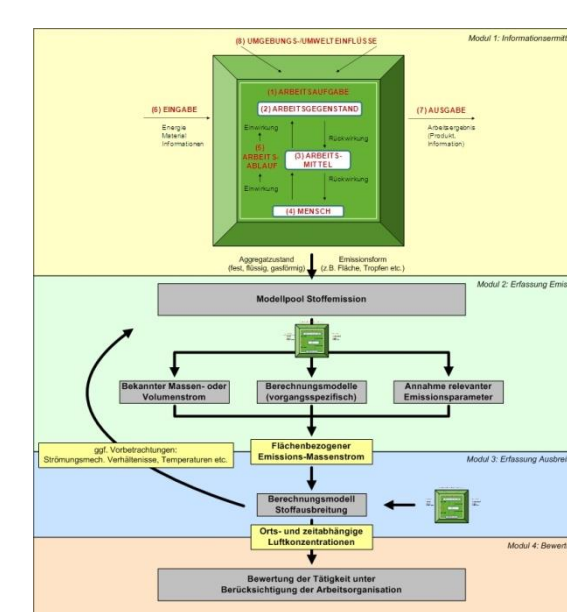 (8) UMGEBUNGS-/UMWELTEINFLÜSSE
Modul 1:
(1) ARBEITSAUFGABE
(2) ARBEITSGEGENSTAND
(6) EINGABE
Energie
Material
Informationen
(7) AUSGABE
Arbeitsergebnis
(Produkt,
Information)
Einwirkung
Rückwirkung
(5)
ARBEITS-
ABLAUF
(3) ARBEITS-
MITTEL
Einwirkung
Rückwirkung
(4) MENSCH
Aggregatzustand
(fest, flüssig, gasförmig)
Emissionsform
(z.B. Fläche, Tropfen etc.)
Modul 2: Erfassung
Modellpool Stoffemission
Bekannter Massen- oder
Volumenstrom
Berechnungsmodelle
(vorgangsspezifisch)
Annahme relevanter
Emissionsparameter
ggf. Vorbetrachtungen:
Strömungsmech. Verhältnisse, Temperaturen etc.
Flächenbezogener
Emissions-Massenstrom
Modul 3: Erfassung
Berechnungsmodell
Stoffausbreitung
Orts- und zeitabhängige
Luftkonzentrationen
Modul 4:
Bewertung der Tätigkeit unter
Berücksichtigung der Arbeitsorganisation